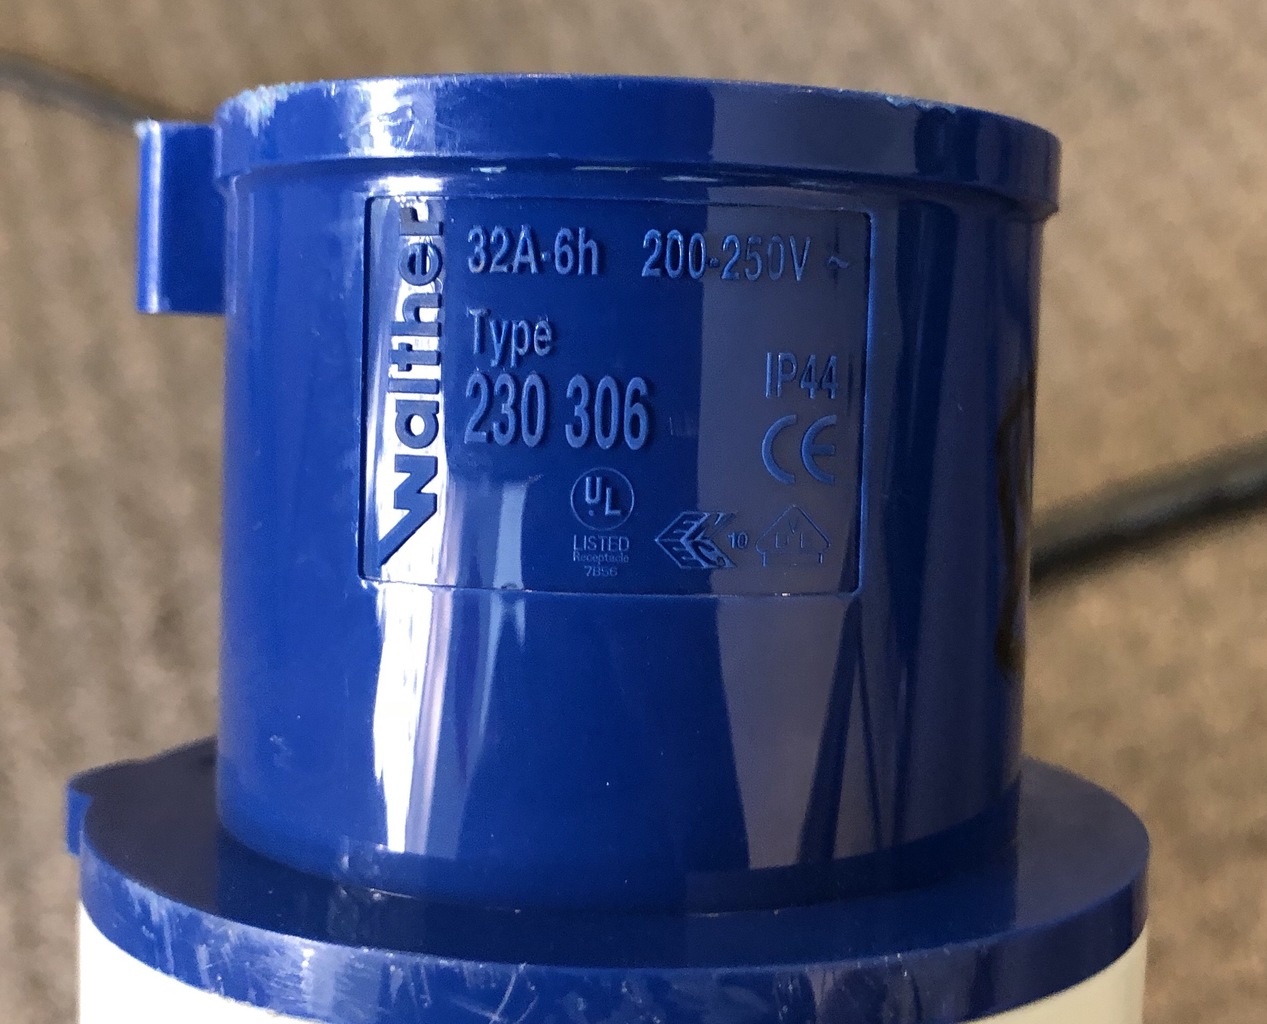 Walther
32A-6h 200-250V ~
Type
230 306
IP44
CE
UL
LISTED
Receptacle
7B56
10